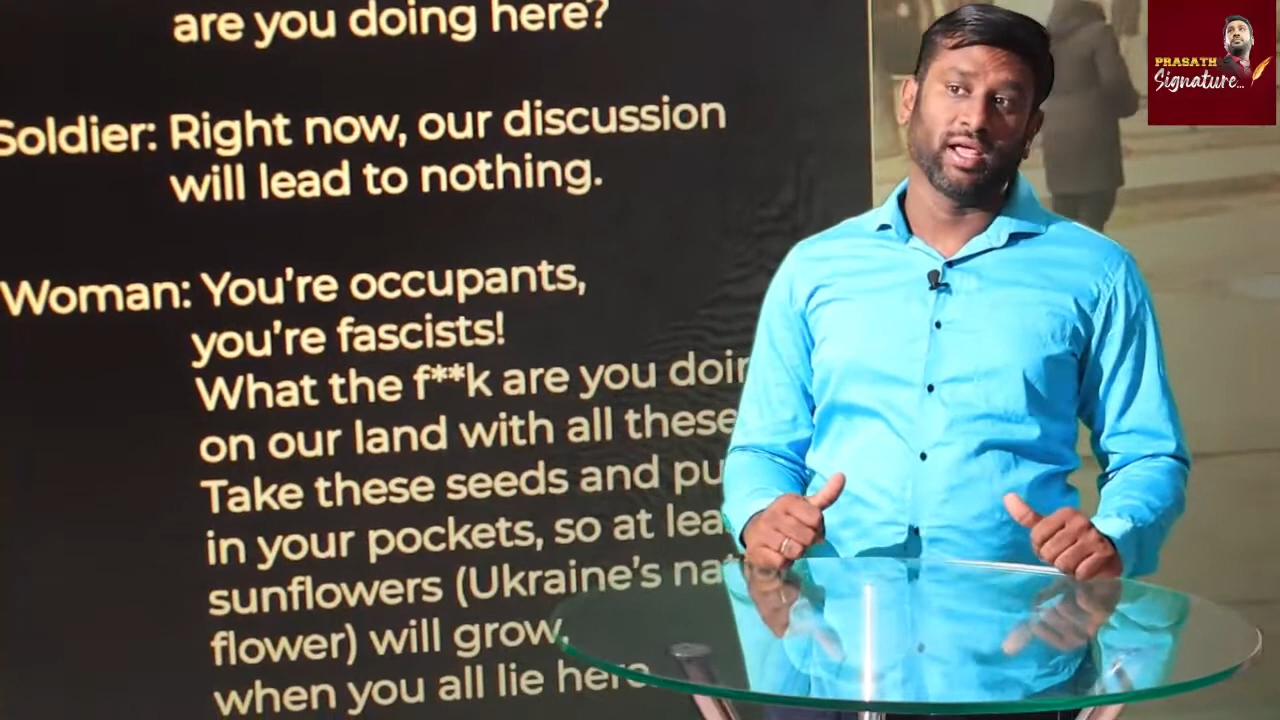 are you doing here?
Soldier: Right now, our discussion
will lead to nothing.
Woman: You're occupants,
you're fascists!
What the f**k are you
on our land with all these
Take these seeds and
in your pockets, so at
sunflowers (Ukraine's
flower) will grow,
when you all lie here
PRASATH
Signature...